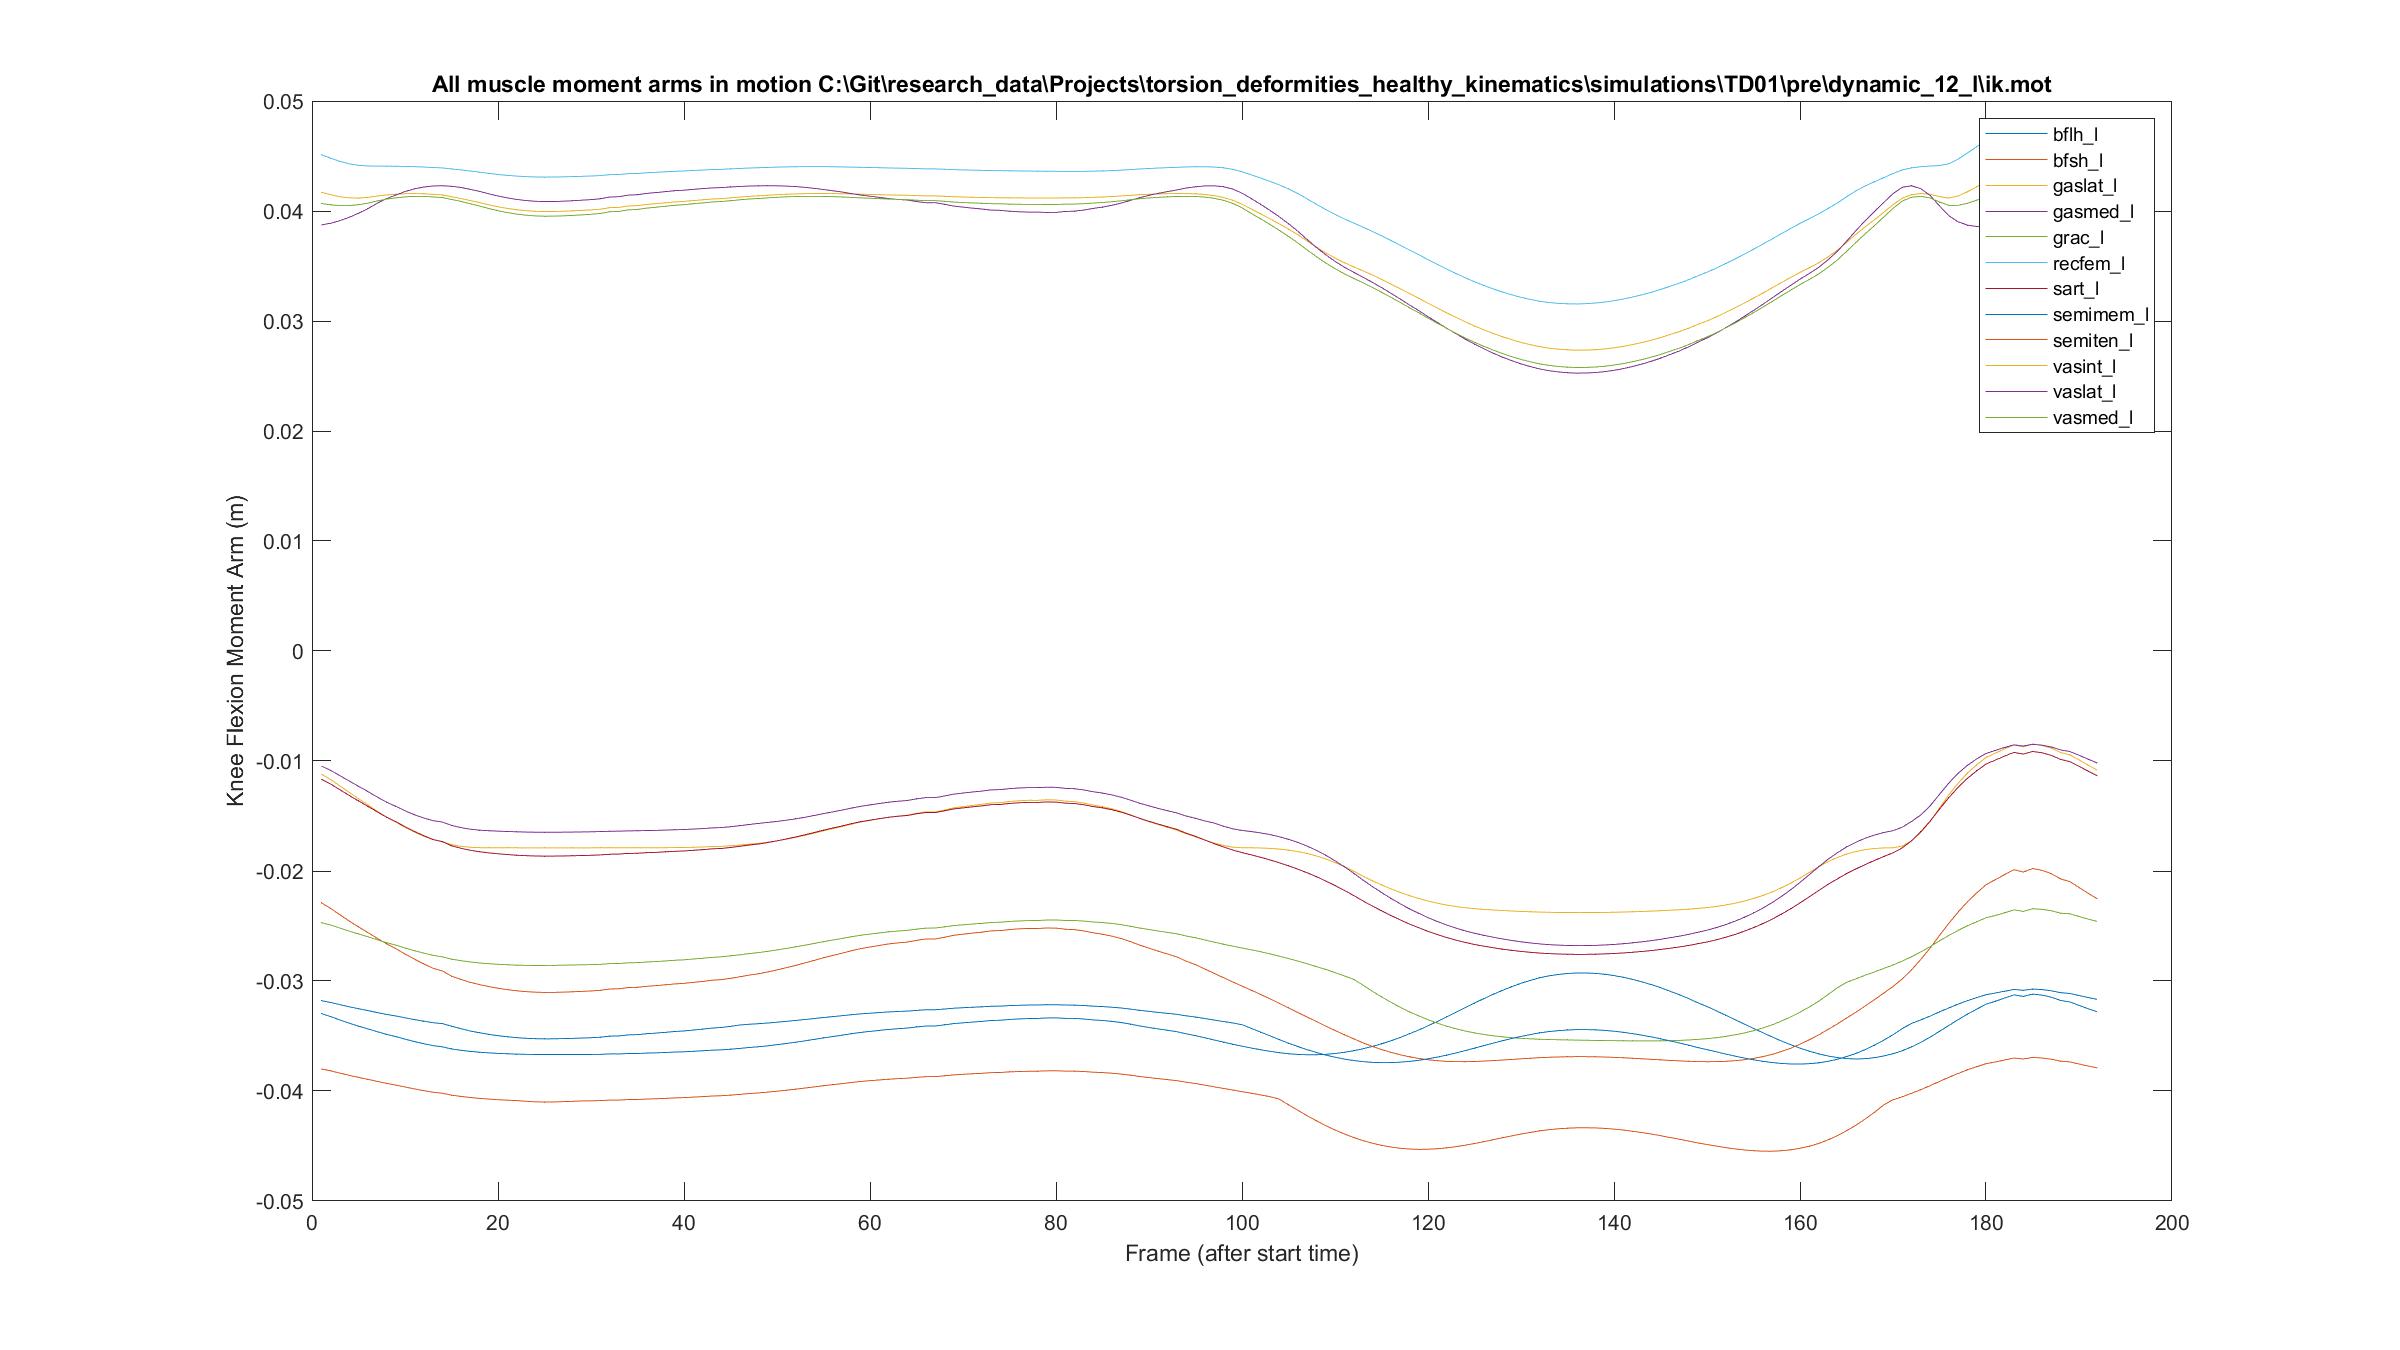 All muscle moment arms in motion C:\Git\research_data\Projects\torsion_deformities_healthy_kinematics\simulations\TD01\pre\dynamic_12_l\ik.mot
0.05
0.04
0.03
0.02
0.01
0
-0.01
-0.02
-0.03
-0.04
-0.05
Knee Flexion Moment Arm (m)
bflh_l
bfsh_l
gaslat_l
gasmed_l
grac_l
recfem_l
sart_l
semimem_l
semiten_l
vasint_l
vaslat_l
vasmed_l
0 20 40 60 80 100 120 140 160 180 200
Frame (after start time)